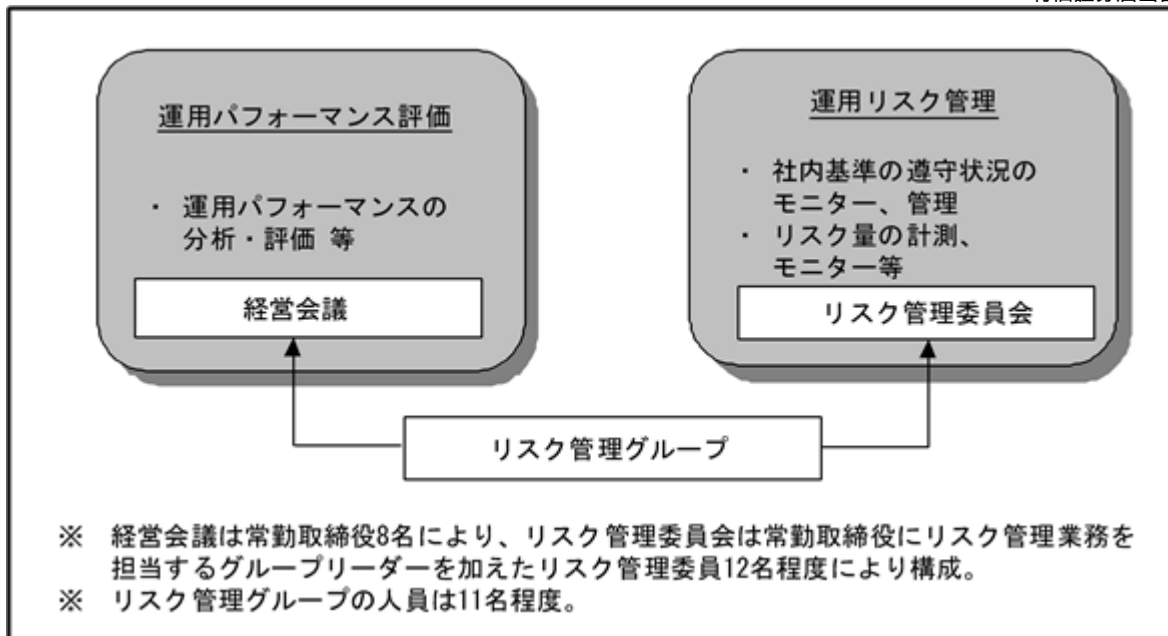 運用パフォーマンス評価
・ 運用パフォーマンスの
分析・評価 等
経営会議
運用リスク管理
・ 社内基準の遵守状況の
モニター、管理
・ リスク量の計測、
モニター等
リスク管理委員会
リスク管理グループ
※ 経営会議は常勤取締役8名により、リスク管理委員会は常勤取締役にリスク管理業務を
担当するグループリーダーを加えたリスク管理委員12名程度により構成。
※ リスク管理グループの人員は11名程度。